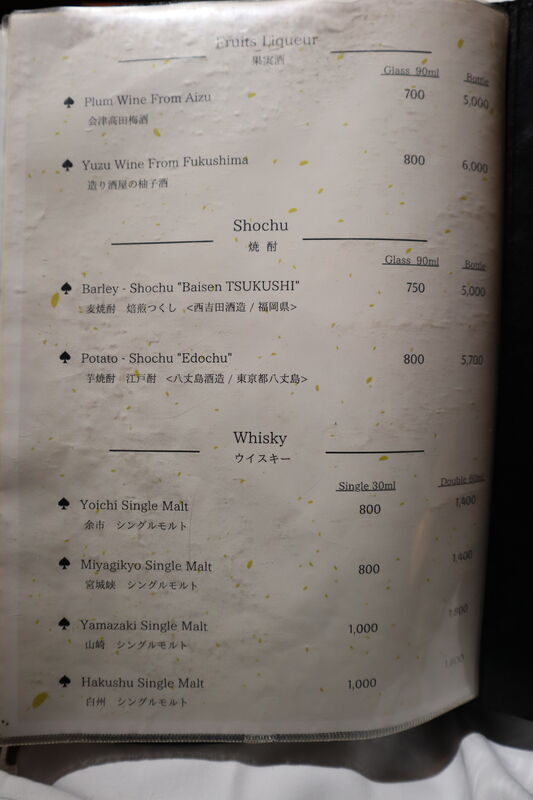 Fruits Liqueur
果実酒
Glass 90ml Bottle
♠ Plum Wine From Aizu 700 5,000
会津高田梅酒
♠ Yuzu Wine From Fukushima 800 6,000
造り酒屋の柚子酒
Shochu
焼 酎
Glass 90ml Bottle
♠ Barley - Shochu "Baisen TSUKUSHI" 750 5,000
麦焼酎 焙煎つくし <西吉田酒造 / 福岡県>
♠ Potato - Shochu "Edochu" 800 5,700
芋焼酎 江戸酎 <八丈島酒造 / 東京都八丈島>
Whisky
ウイスキー
Single 30ml Double 60ml
♠ Yoichi Single Malt 800 1,400
余市 シングルモルト
♠ Miyagikyo Single Malt 800 1,400
宮城峡 シングルモルト
♠ Yamazaki Single Malt 1,000 1,800
山崎 シングルモルト
♠ Hakushu Single Malt 1,000 1,800
白州 シングルモルト